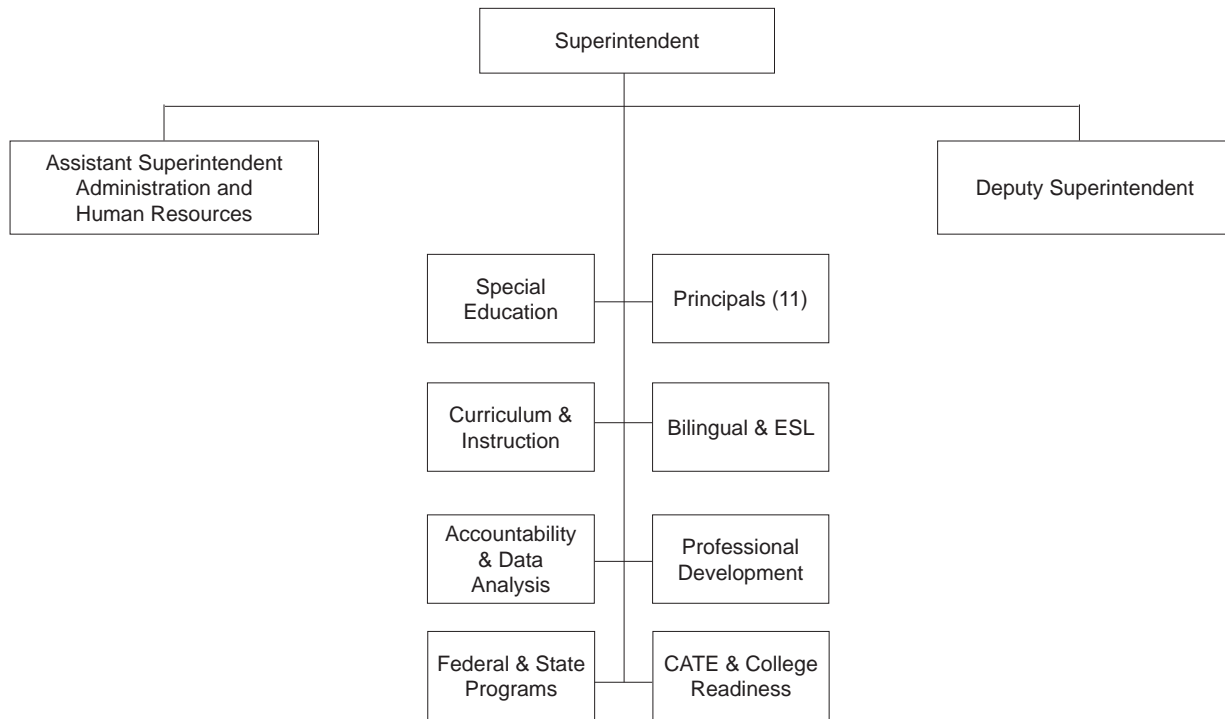 Superintendent
Assistant Superintendent
Administration and
Human Resources
Deputy Superintendent
Special
Education
Principals (11)
Curriculum &
Instruction
Bilingual & ESL
Accountability
& Data
Analysis
Professional
Development
Federal & State
Programs
CATE & College
Readiness